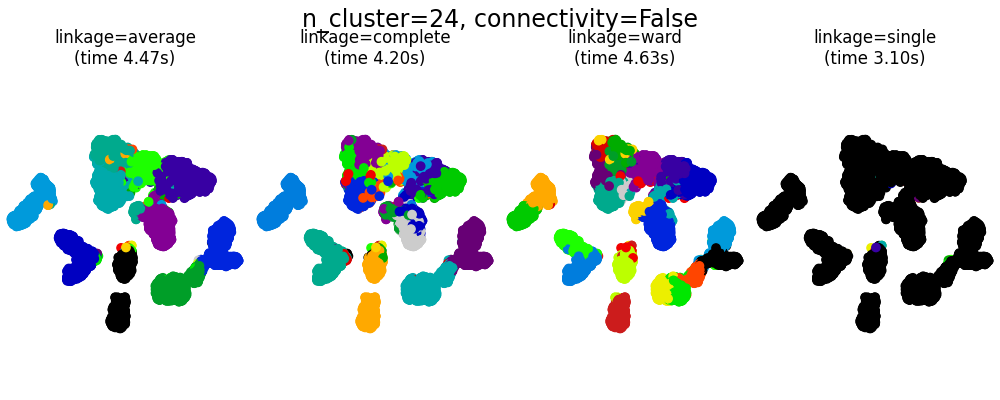 n_cluster=24, connectivity=False
linkage=average
(time 4.47s)
linkage=complete
(time 4.20s)
linkage=ward
(time 4.63s)
linkage=single
(time 3.10s)